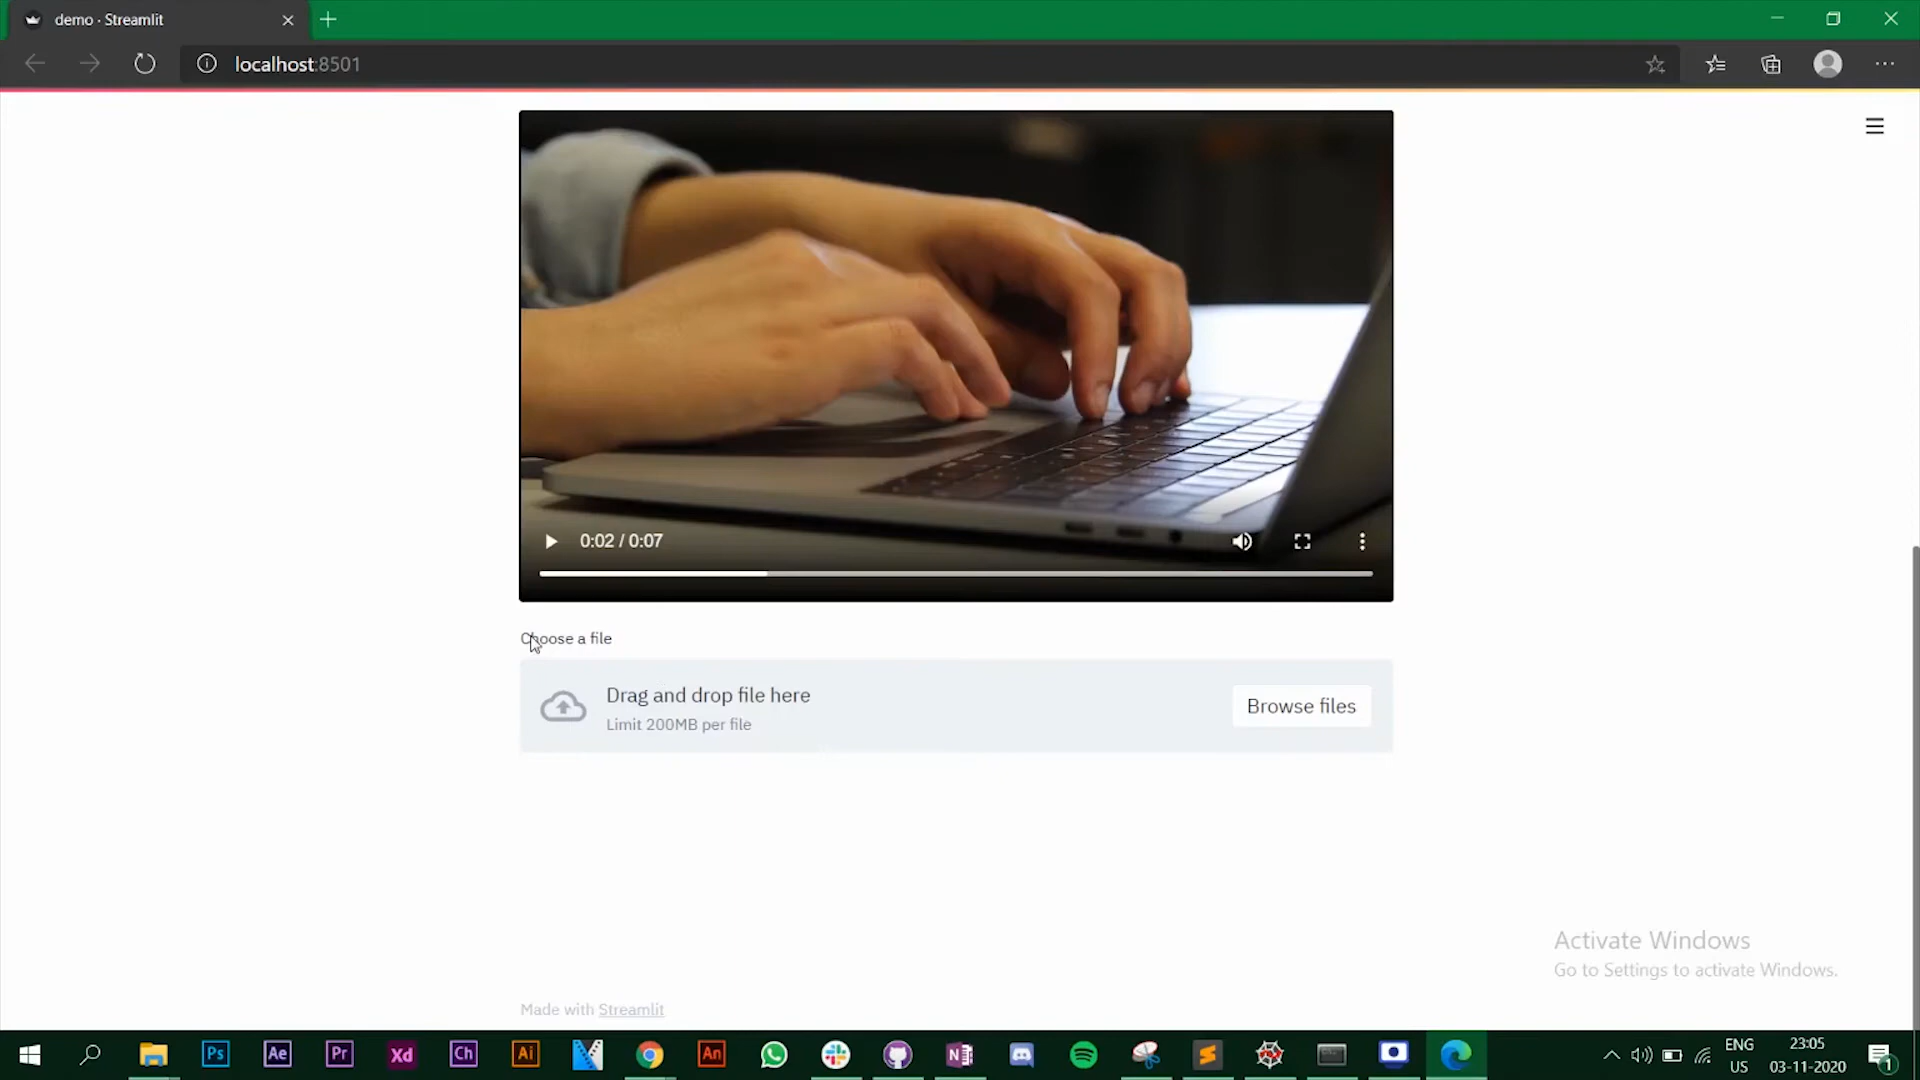 demo · Streamlit
localhost:8501
0:02 / 0:07
Choose a file
Drag and drop file here
Limit 200MB per file
Browse files
Activate Windows
Go to Settings to activate Windows.
Made with Streamlit
Ps
Ae
Pr
Xd
Ch
Ai
An
N
ENG
US
23:05
03-11-2020
1